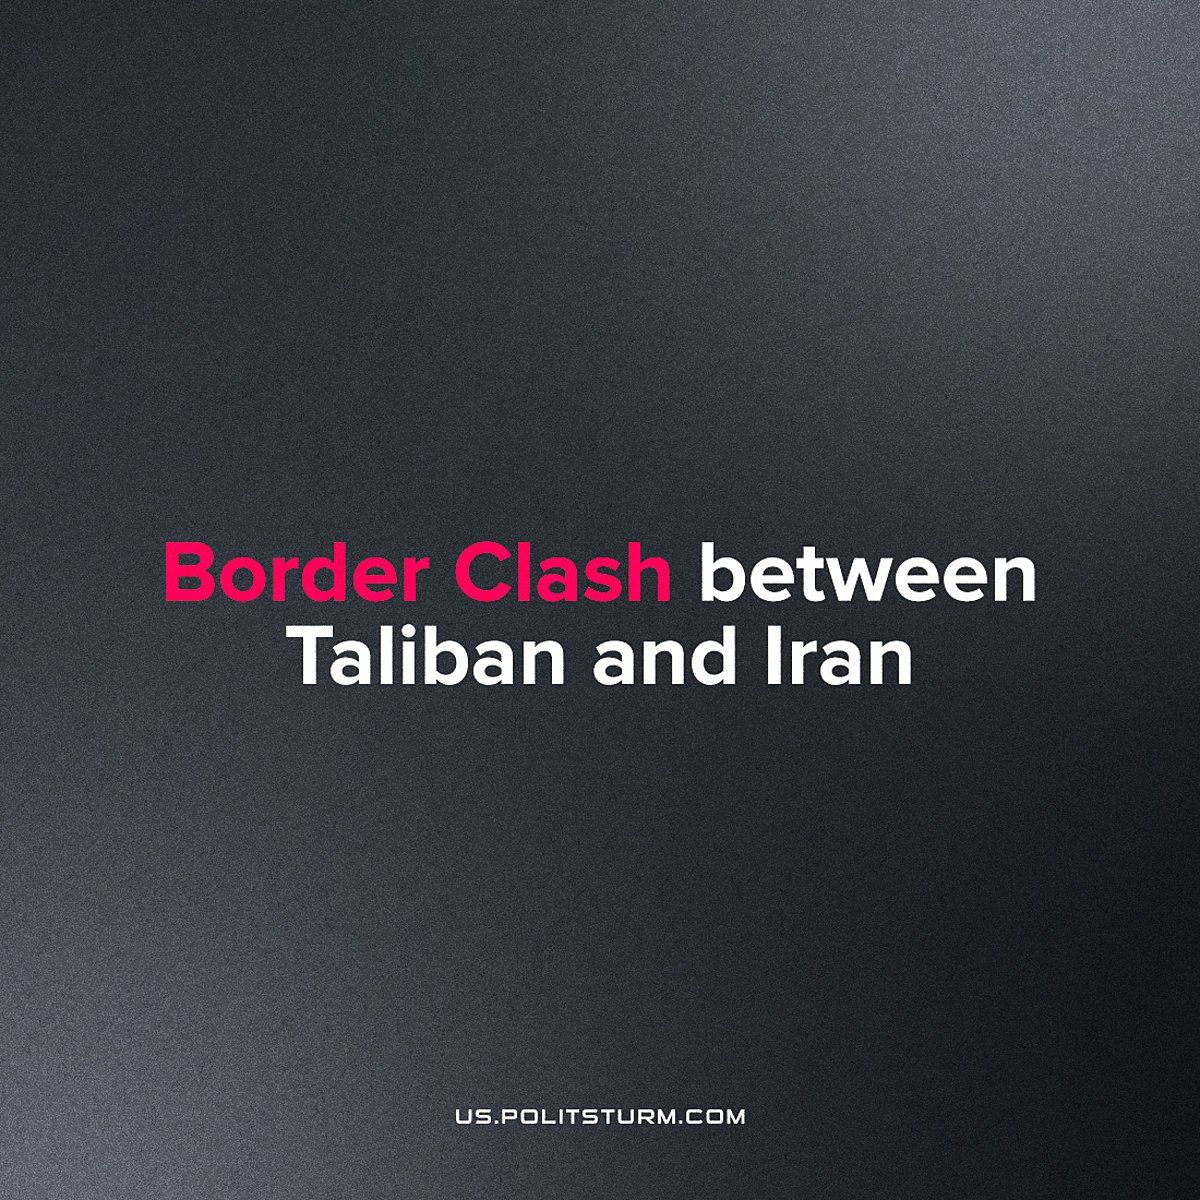 Border Clash between
Taliban and Iran
US.POLITSTURM.COM